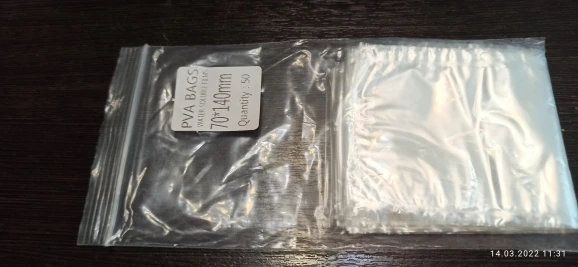 PVA BAGS
WATER SOLUBLE FILM
70*140mm
Quantity : 50
14.03.2022 11:31